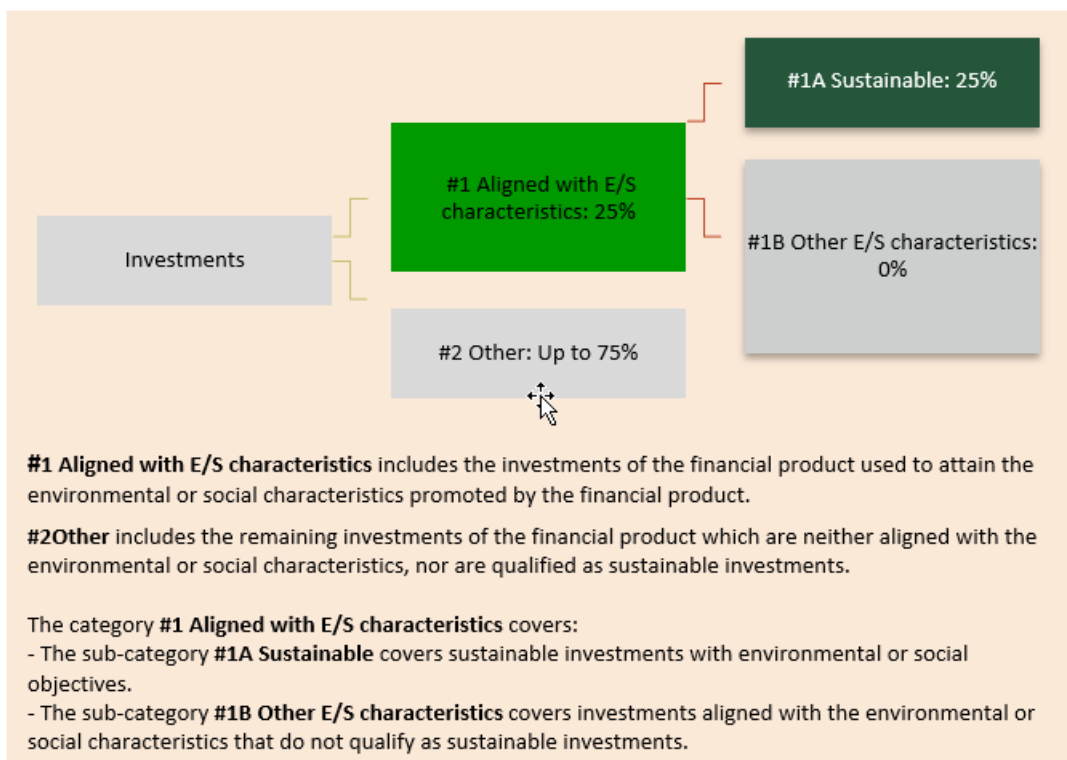 #1A Sustainable: 25%
#1 Aligned with E/S
characteristics: 25%
#1B Other E/S characteristics:
0%
Investments
#2 Other: Up to 75%
#1 Aligned with E/S characteristics includes the investments of the financial product used to attain the
environmental or social characteristics promoted by the financial product.
#2Other includes the remaining investments of the financial product which are neither aligned with the
environmental or social characteristics, nor are qualified as sustainable investments.
The category #1 Aligned with E/S characteristics covers:
- The sub-category #1A Sustainable covers sustainable investments with environmental or social
objectives.
- The sub-category #1B Other E/S characteristics covers investments aligned with the environmental or
social characteristics that do not qualify as sustainable investments.